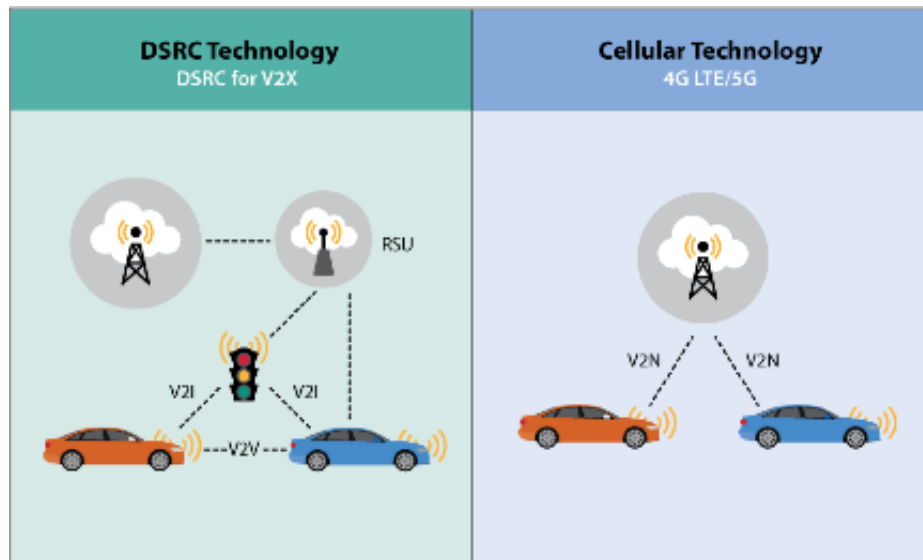 DSRC Technology
DSRC for V2X
Cellular Technology
4G LTE/5G
RSU
V2I
V2I
V2V
V2N
V2N